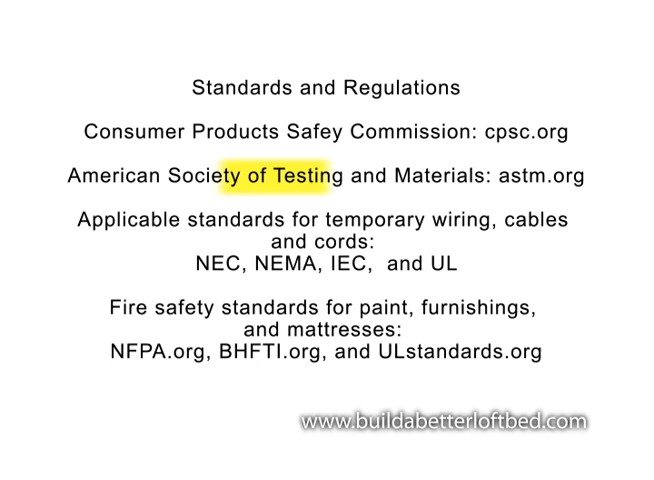 Standards and Regulations
Consumer Products Safey Commission: cpsc.org
American Society of Testing and Materials: astm.org
Applicable standards for temporary wiring, cables
and cords:
NEC, NEMA, IEC, and UL
Fire safety standards for paint, furnishings,
and mattresses:
NFPA.org, BHFTI.org, and ULstandards.org
www.buildabetterloftbed.com